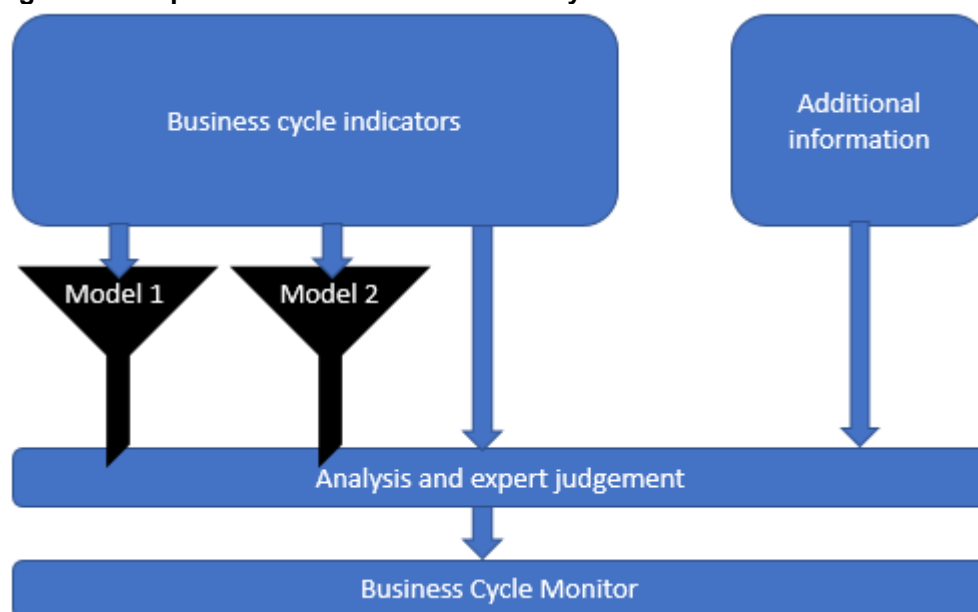 Business cycle indicators
Additional
information
Model 1
Model 2
Analysis and expert judgement
Business Cycle Monitor